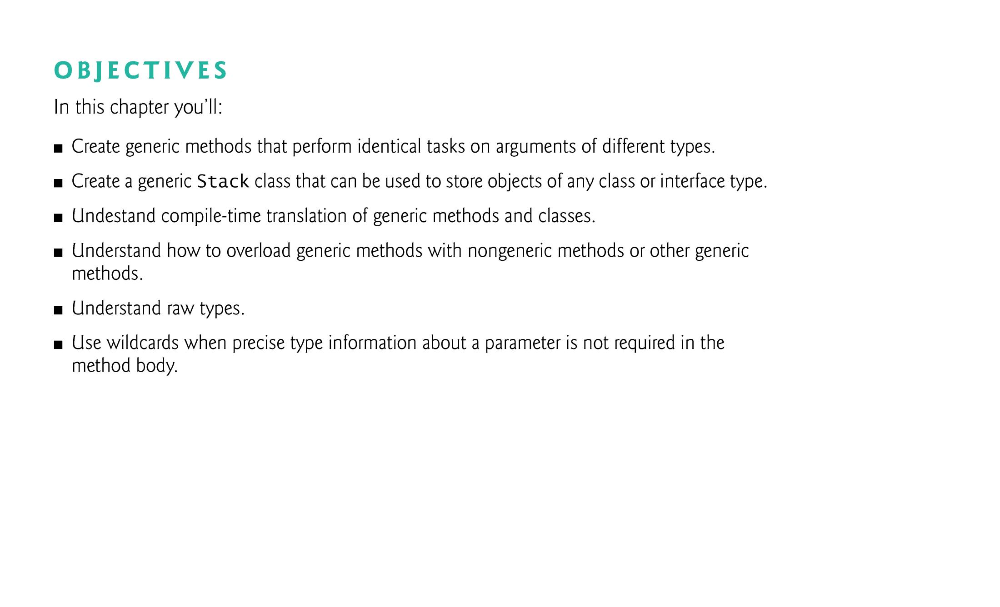 OBJECTIVES
In this chapter you’ll:
■ Create generic methods that perform identical tasks on arguments of different types.
■ Create a generic Stack class that can be used to store objects of any class or interface type.
■ Undestand compile-time translation of generic methods and classes.
■ Understand how to overload generic methods with nongeneric methods or other generic
methods.
■ Understand raw types.
■ Use wildcards when precise type information about a parameter is not required in the
method body.